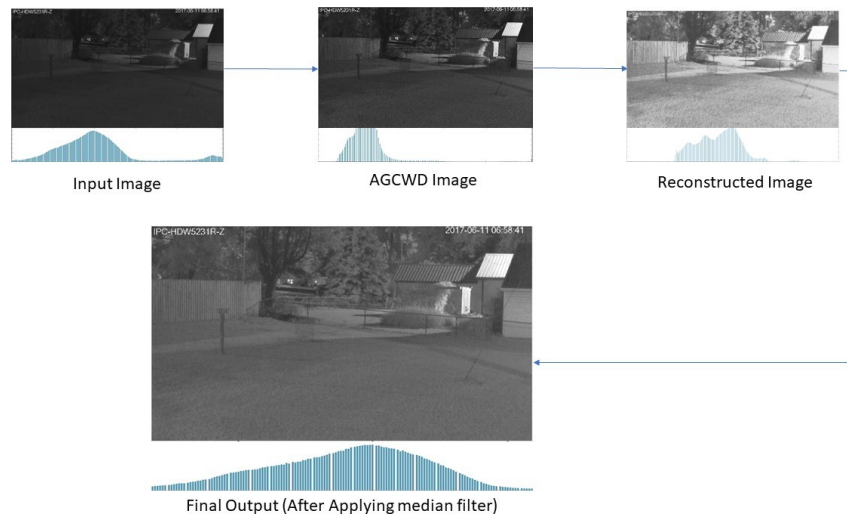 IPC-HDW5231R-Z 2017-06-11 06:58:41
Input Image
AGCWD Image
Reconstructed Image
IPC-HDW5231R-Z 2017-06-11 06:58:41
Final Output (After Applying median filter)